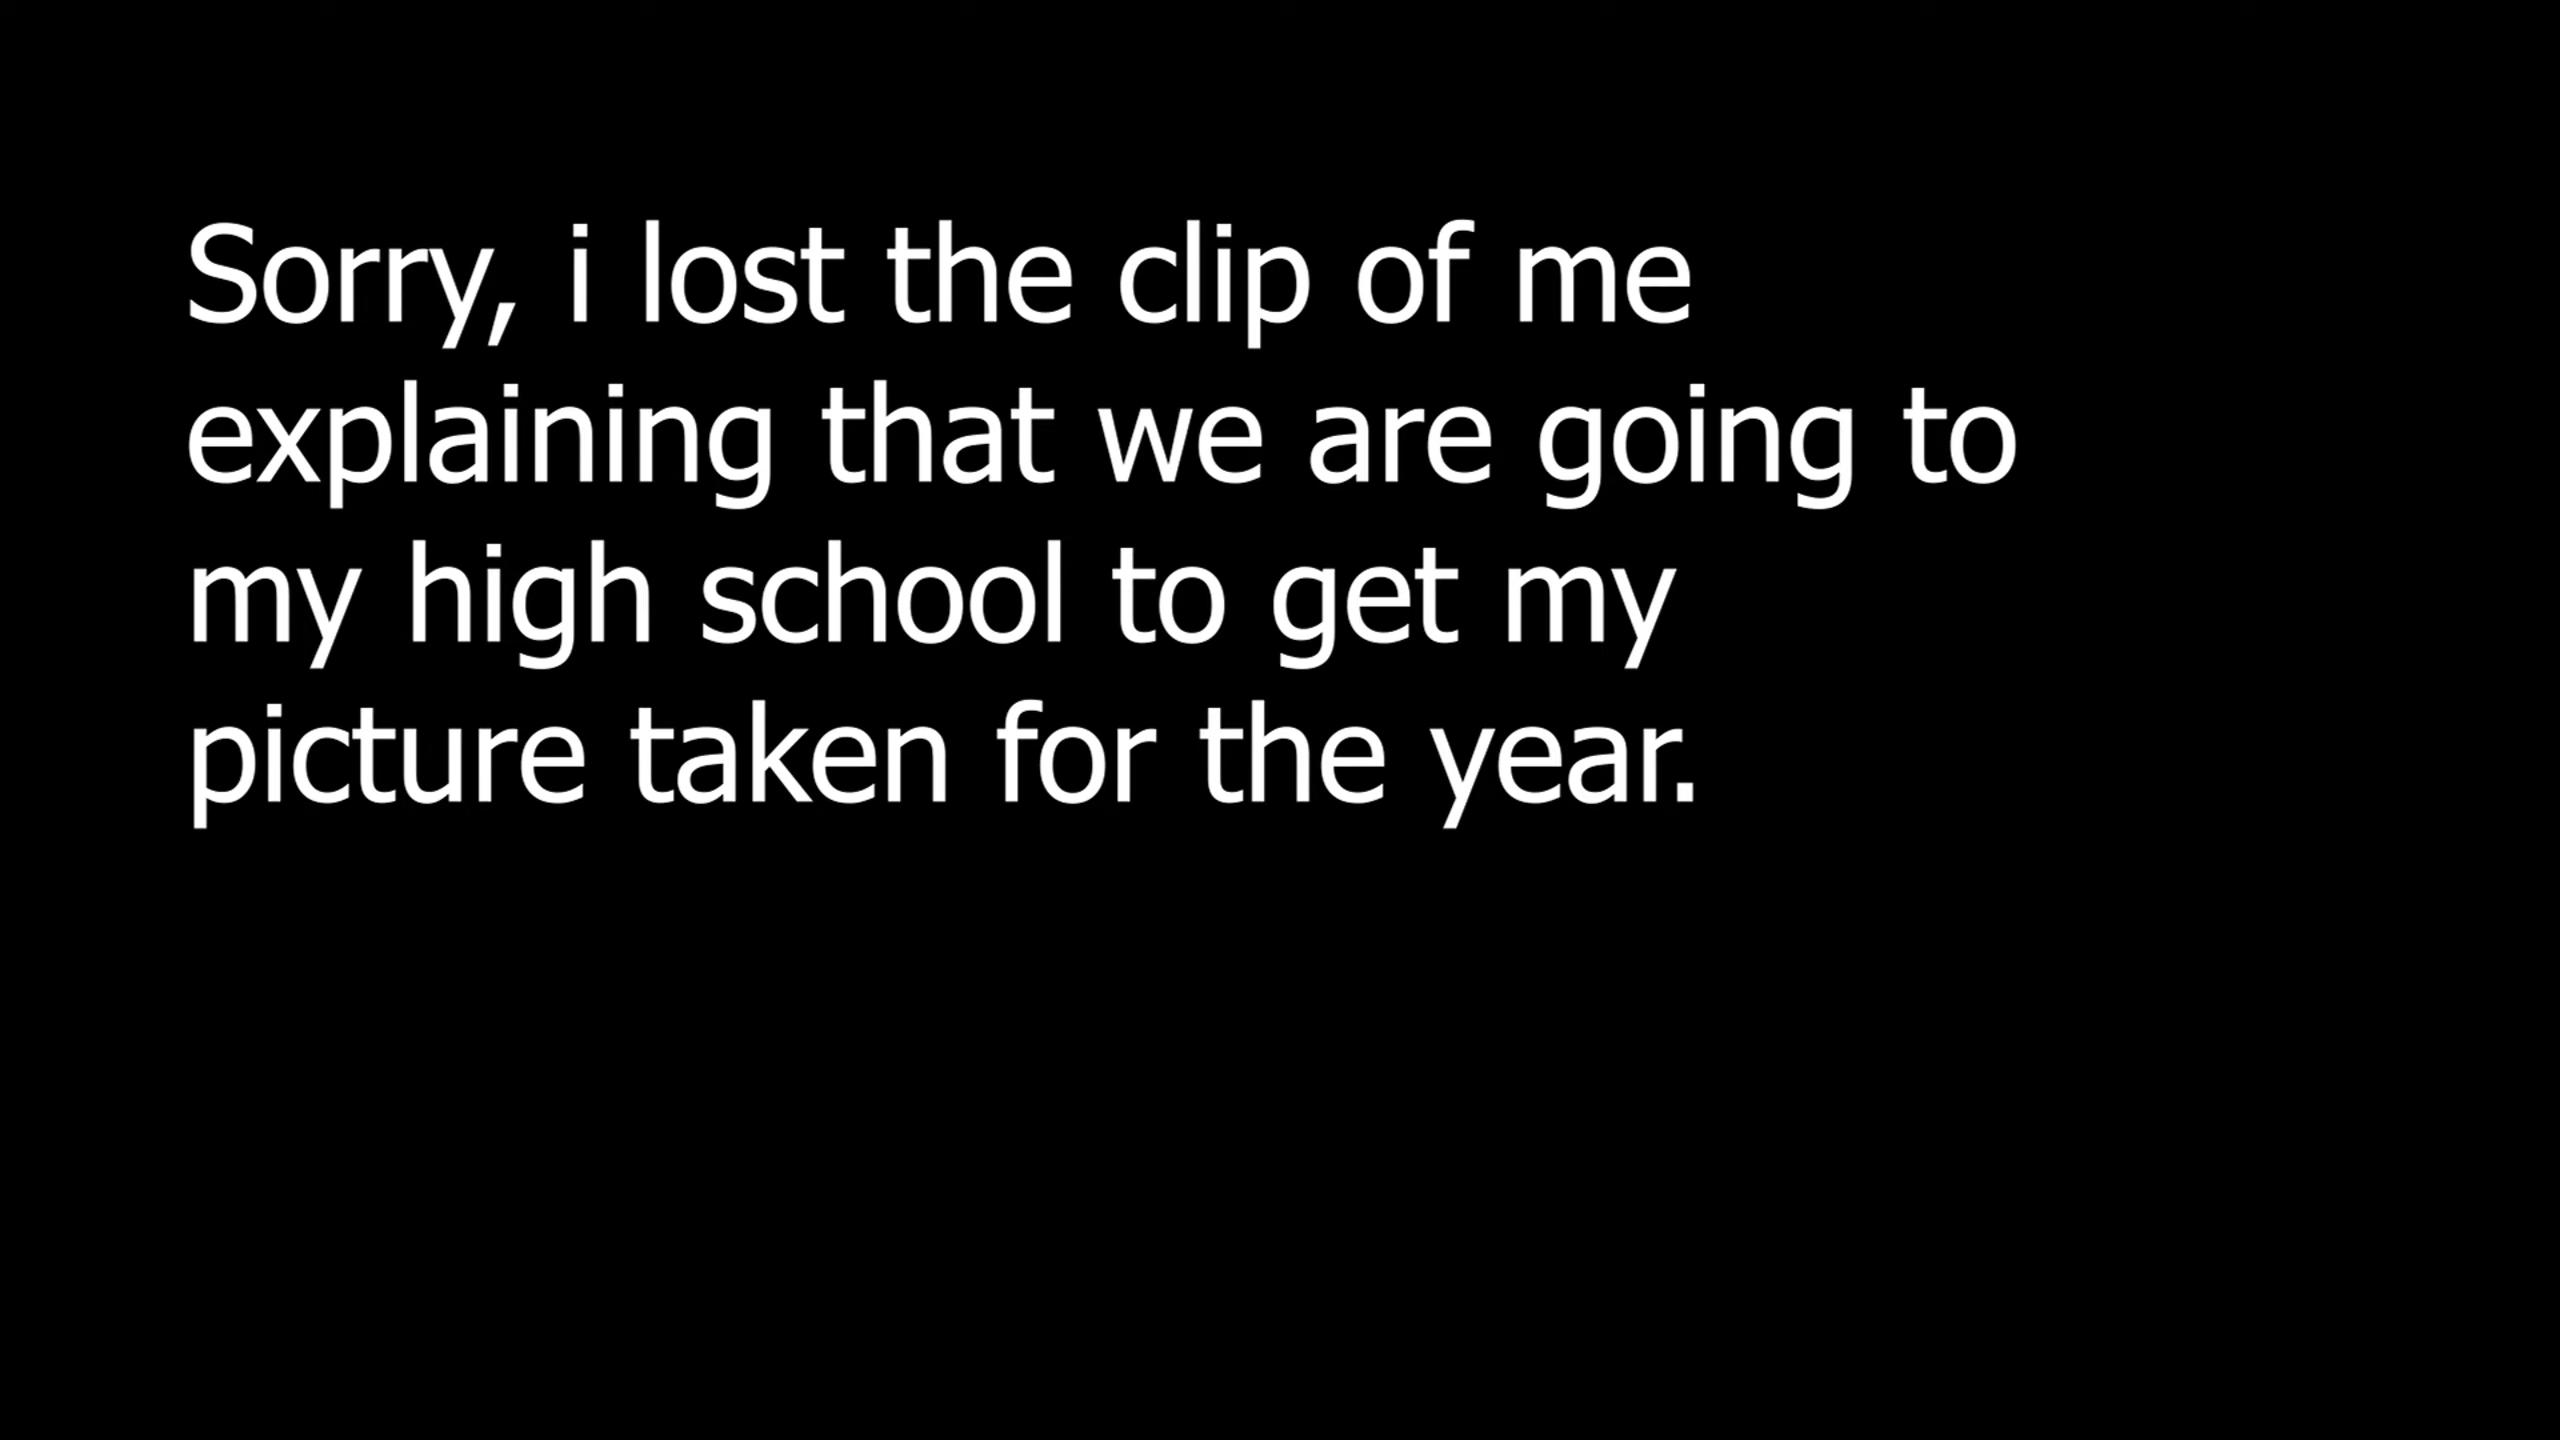 Sorry, i lost the clip of me
explaining that we are going to
my high school to get my
picture taken for the year.